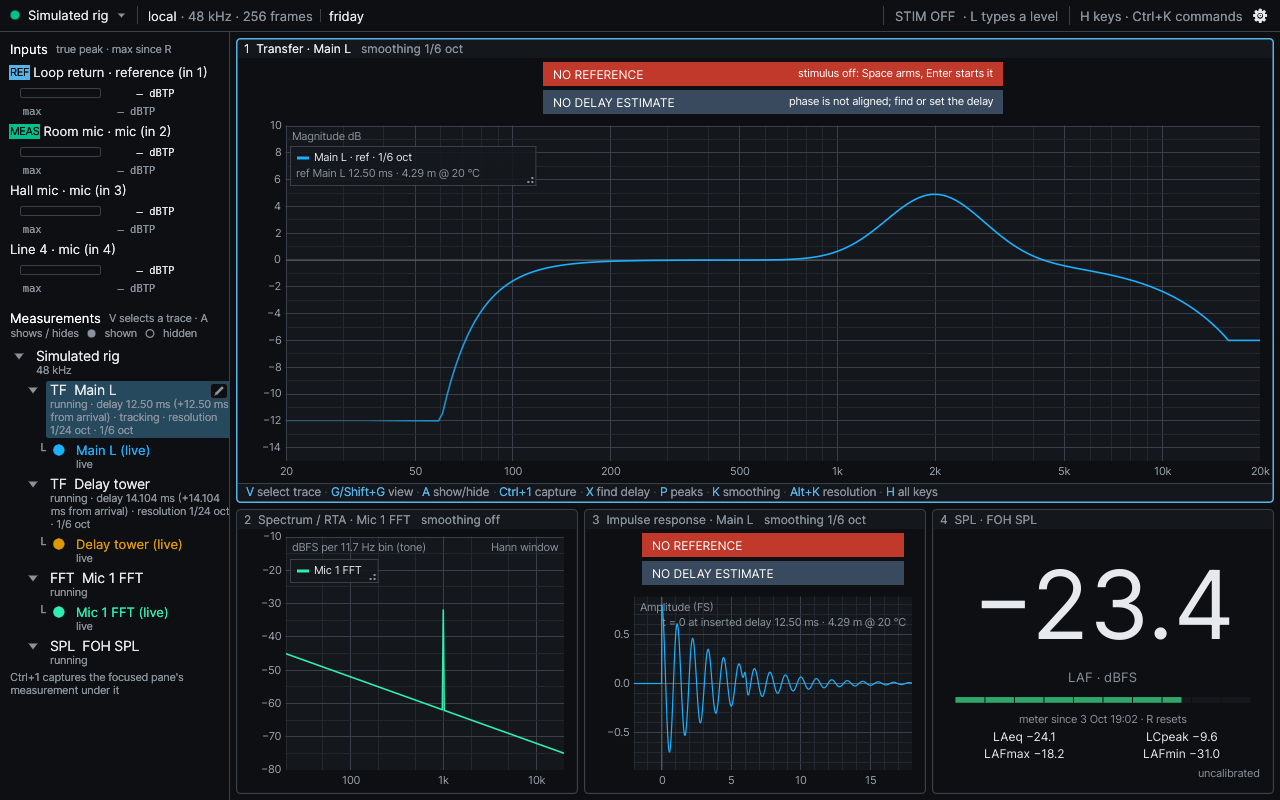 Simulated rig
local · 48 kHz · 256 frames
friday
STIM OFF · L types a level
H keys · Ctrl+K commands
Inputs true peak · max since R
REF Loop return · reference (in 1)
– dBTP
max – dBTP
MEAS Room mic · mic (in 2)
– dBTP
max – dBTP
Hall mic · mic (in 3)
– dBTP
max – dBTP
Line 4 · mic (in 4)
– dBTP
max – dBTP
Measurements V selects a trace · A
shows / hides shown hidden
Simulated rig
48 kHz
TF Main L
running · delay 12.50 ms (+12.50 ms
from arrival) · tracking · resolution
1/24 oct · 1/6 oct
Main L (live)
live
TF Delay tower
running · delay 14.104 ms (+14.104
ms from arrival) · resolution 1/24 oct
· 1/6 oct
Delay tower (live)
live
FFT Mic 1 FFT
running
Mic 1 FFT (live)
live
SPL FOH SPL
running
Ctrl+1 captures the focused pane's
measurement under it
1 Transfer · Main L smoothing 1/6 oct
NO REFERENCE stimulus off: Space arms, Enter starts it
NO DELAY ESTIMATE phase is not aligned; find or set the delay
Magnitude dB
Main L · ref · 1/6 oct
ref Main L 12.50 ms · 4.29 m @ 20 °C
10
8
6
4
2
0
−2
−4
−6
−8
−10
−12
−14
20 50 100 200 500 1k 2k 5k 10k 20k
V select trace · G/Shift+G view · A show/hide · Ctrl+1 capture · X find delay · P peaks · K smoothing · Alt+K resolution · H all keys
2 Spectrum / RTA · Mic 1 FFT smoothing off
dBFS per 11.7 Hz bin (tone) Hann window
Mic 1 FFT
−10
−20
−30
−40
−50
−60
−70
−80
100 1k 10k
3 Impulse response · Main L smoothing 1/6 oct
NO REFERENCE
NO DELAY ESTIMATE
Amplitude (FS)
t = 0 at inserted delay 12.50 ms · 4.29 m @ 20 °C
0.5
0.0
−0.5
0 5 10 15
4 SPL · FOH SPL
−23.4
LAF · dBFS
meter since 3 Oct 19:02 · R resets
LAeq −24.1 LCpeak −9.6
LAFmax −18.2 LAFmin −31.0
uncalibrated